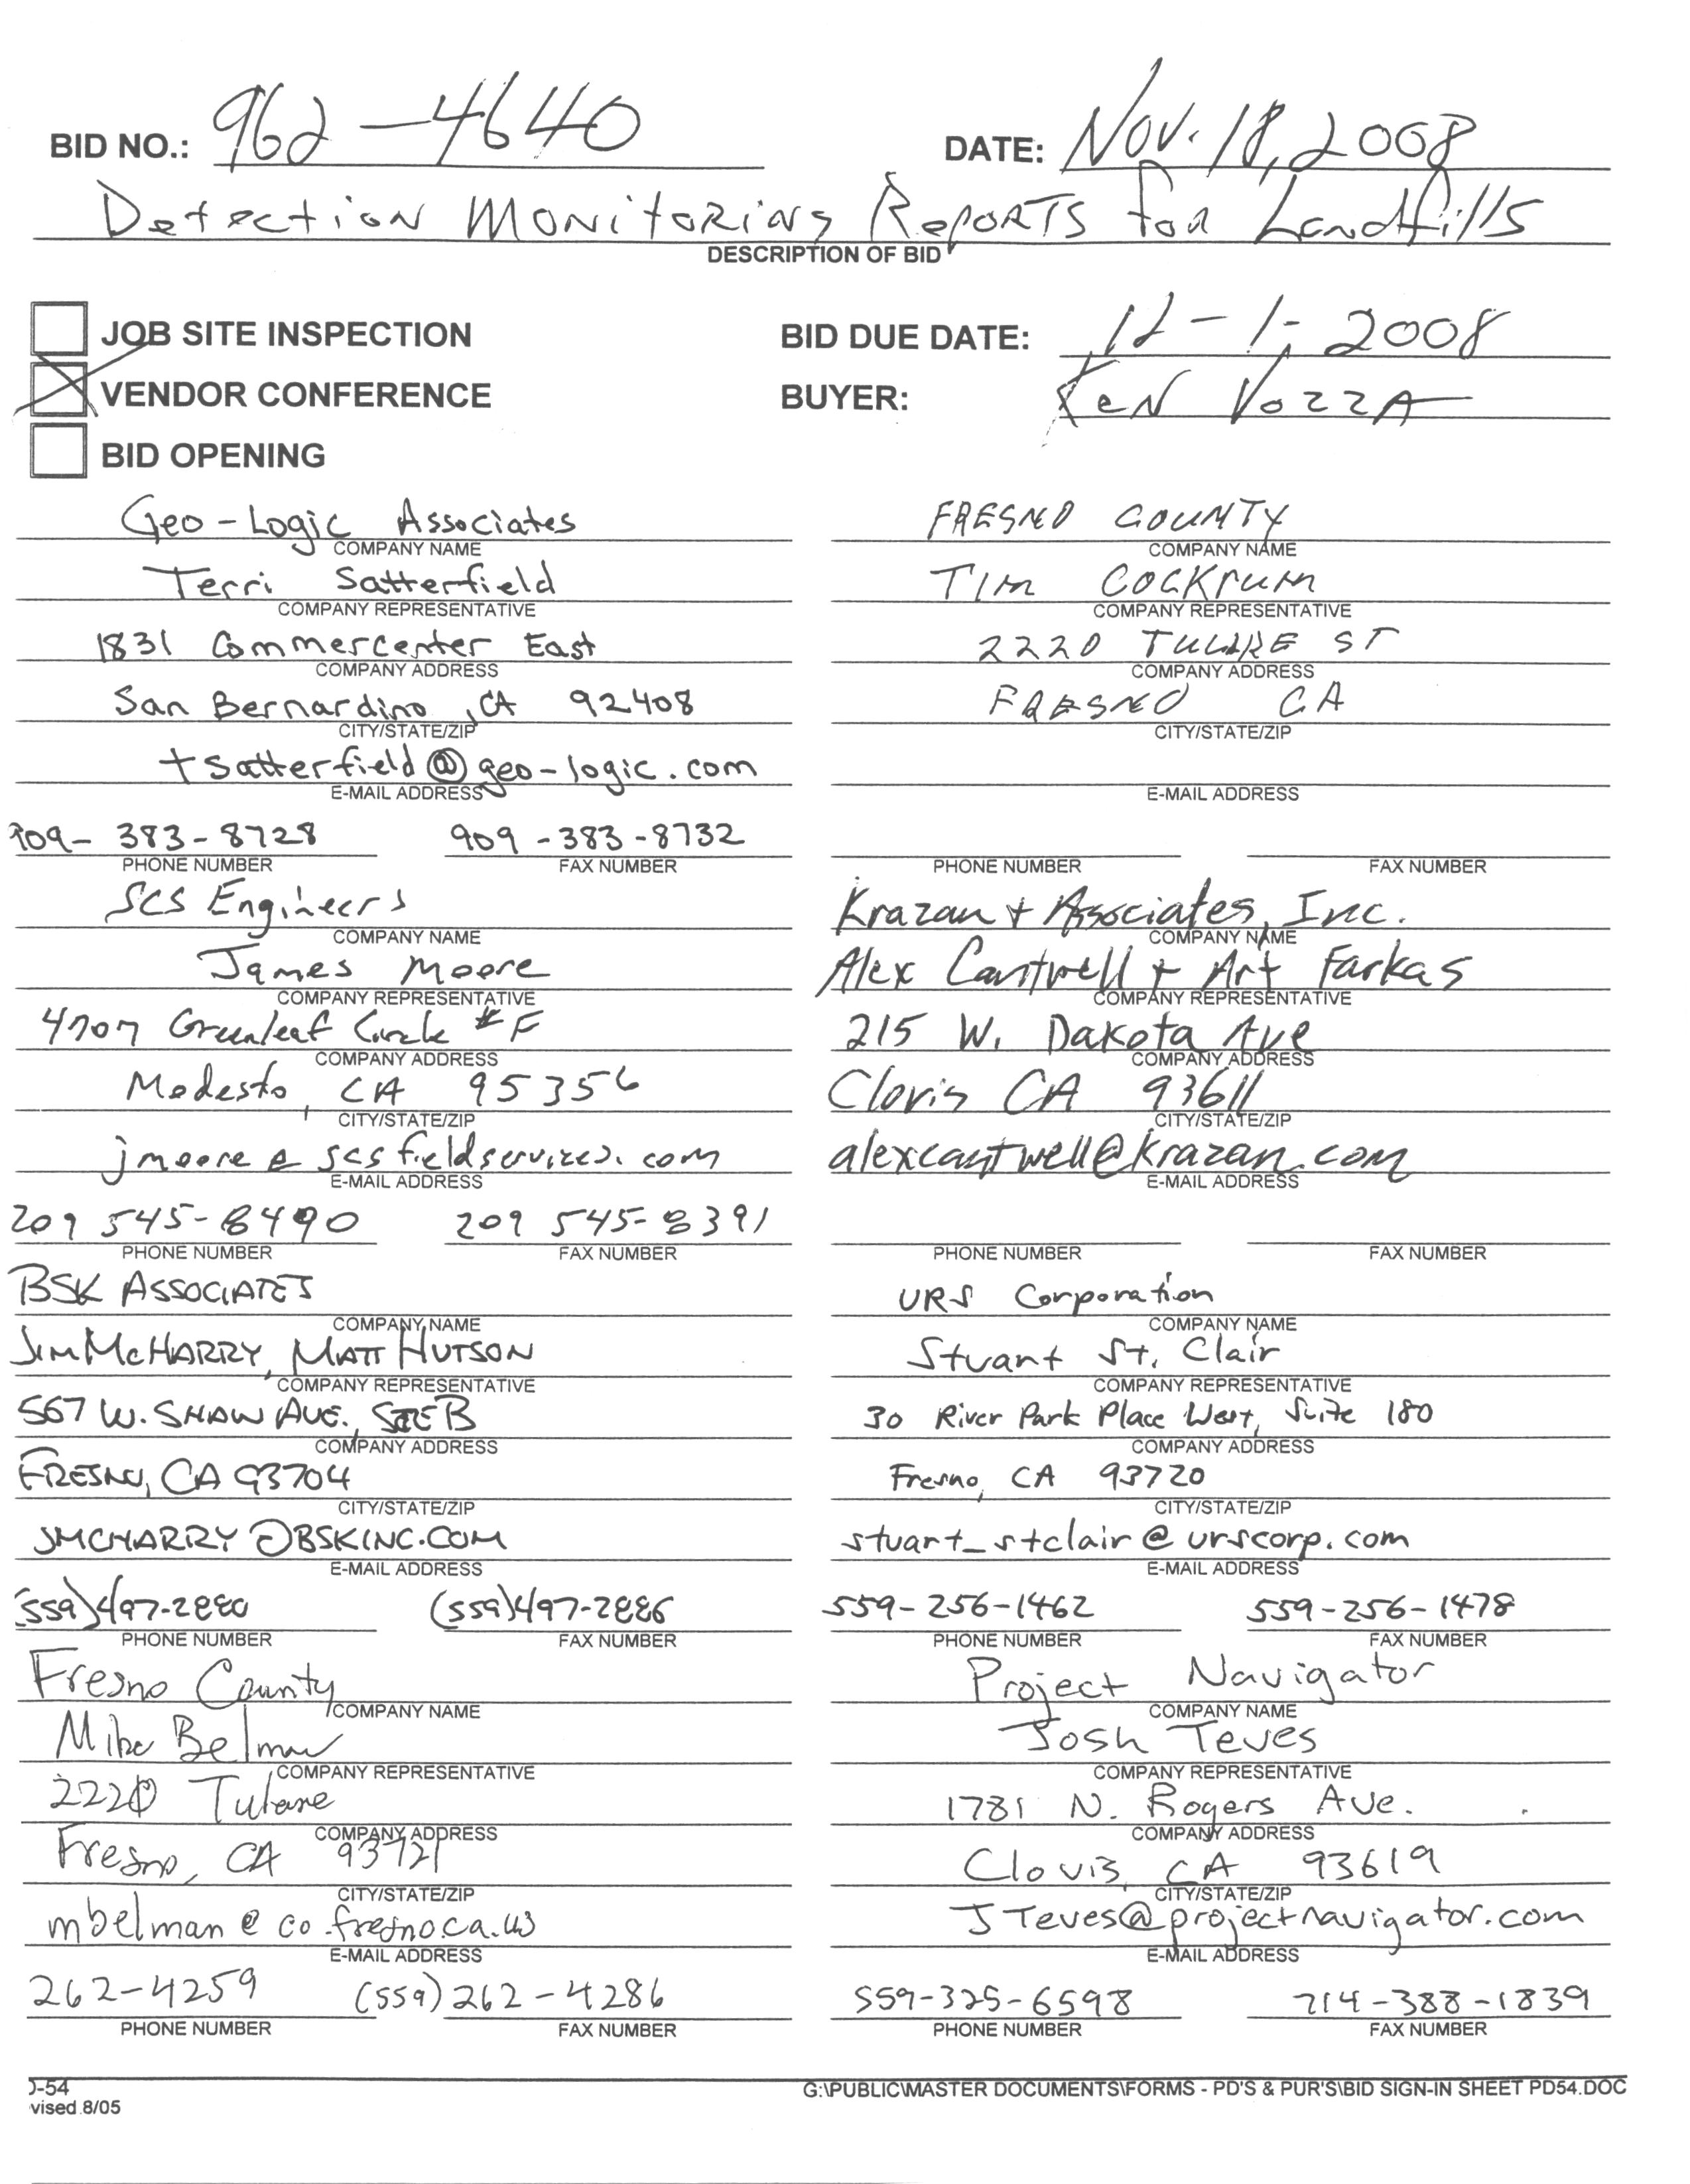 BID NO.: 962-4640 DATE: Nov. 18, 2008
Detection Monitoring Reports for Landfills
DESCRIPTION OF BID
JOB SITE INSPECTION BID DUE DATE: 12-1-2008
VENDOR CONFERENCE BUYER: Ken Vozza
BID OPENING
Geo-Logic Associates
COMPANY NAME
Terri Satterfield
COMPANY REPRESENTATIVE
1831 Commercenter East
COMPANY ADDRESS
San Bernardino, CA 92408
CITY/STATE/ZIP
tsatterfield@geo-logic.com
E-MAIL ADDRESS
909-383-8728 909-383-8732
PHONE NUMBER FAX NUMBER
FRESNO COUNTY
COMPANY NAME
TIM COCKRUM
COMPANY REPRESENTATIVE
2220 TULARE ST
COMPANY ADDRESS
FRESNO CA
CITY/STATE/ZIP
E-MAIL ADDRESS
PHONE NUMBER FAX NUMBER
SCS Engineers
COMPANY NAME
James Moore
COMPANY REPRESENTATIVE
4707 Greenleaf Circle #F
COMPANY ADDRESS
Modesto, CA 95356
CITY/STATE/ZIP
jmoore@scsfieldservices.com
E-MAIL ADDRESS
209 545-8490 209 545-8391
PHONE NUMBER FAX NUMBER
Krazan + Associates, Inc.
COMPANY NAME
Alex Cantwell + Art Farkas
COMPANY REPRESENTATIVE
215 W. Dakota Ave
COMPANY ADDRESS
Clovis CA 93611
CITY/STATE/ZIP
alexcantwell@krazan.com
E-MAIL ADDRESS
PHONE NUMBER FAX NUMBER
BSK ASSOCIATES
COMPANY NAME
JIM McHARRY, MATT HUTSON
COMPANY REPRESENTATIVE
567 W. SHAW AVE., STE B
COMPANY ADDRESS
FRESNO, CA 93704
CITY/STATE/ZIP
JMCHARRY@BSKINC.COM
E-MAIL ADDRESS
(559)497-2880 (559)497-2886
PHONE NUMBER FAX NUMBER
URS Corporation
COMPANY NAME
Stuart St. Clair
COMPANY REPRESENTATIVE
30 River Park Place West, Suite 180
COMPANY ADDRESS
Fresno, CA 93720
CITY/STATE/ZIP
stuart_stclair@urscorp.com
E-MAIL ADDRESS
559-256-1462 559-256-1478
PHONE NUMBER FAX NUMBER
Fresno County
COMPANY NAME
Mike Belman
COMPANY REPRESENTATIVE
2220 Tulare
COMPANY ADDRESS
Fresno, CA 93721
CITY/STATE/ZIP
mbelman@co.fresno.ca.us
E-MAIL ADDRESS
262-4259 (559)262-4286
PHONE NUMBER FAX NUMBER
Project Navigator
COMPANY NAME
Josh Teves
COMPANY REPRESENTATIVE
1781 N. Rogers Ave.
COMPANY ADDRESS
Clovis, CA 93619
CITY/STATE/ZIP
JTeves@projectnavigator.com
E-MAIL ADDRESS
559-325-6598 714-388-1839
PHONE NUMBER FAX NUMBER
-54 G:\PUBLIC\MASTER DOCUMENTS\FORMS - PD'S & PUR'S\BID SIGN-IN SHEET PD54.DOC
vised 8/05